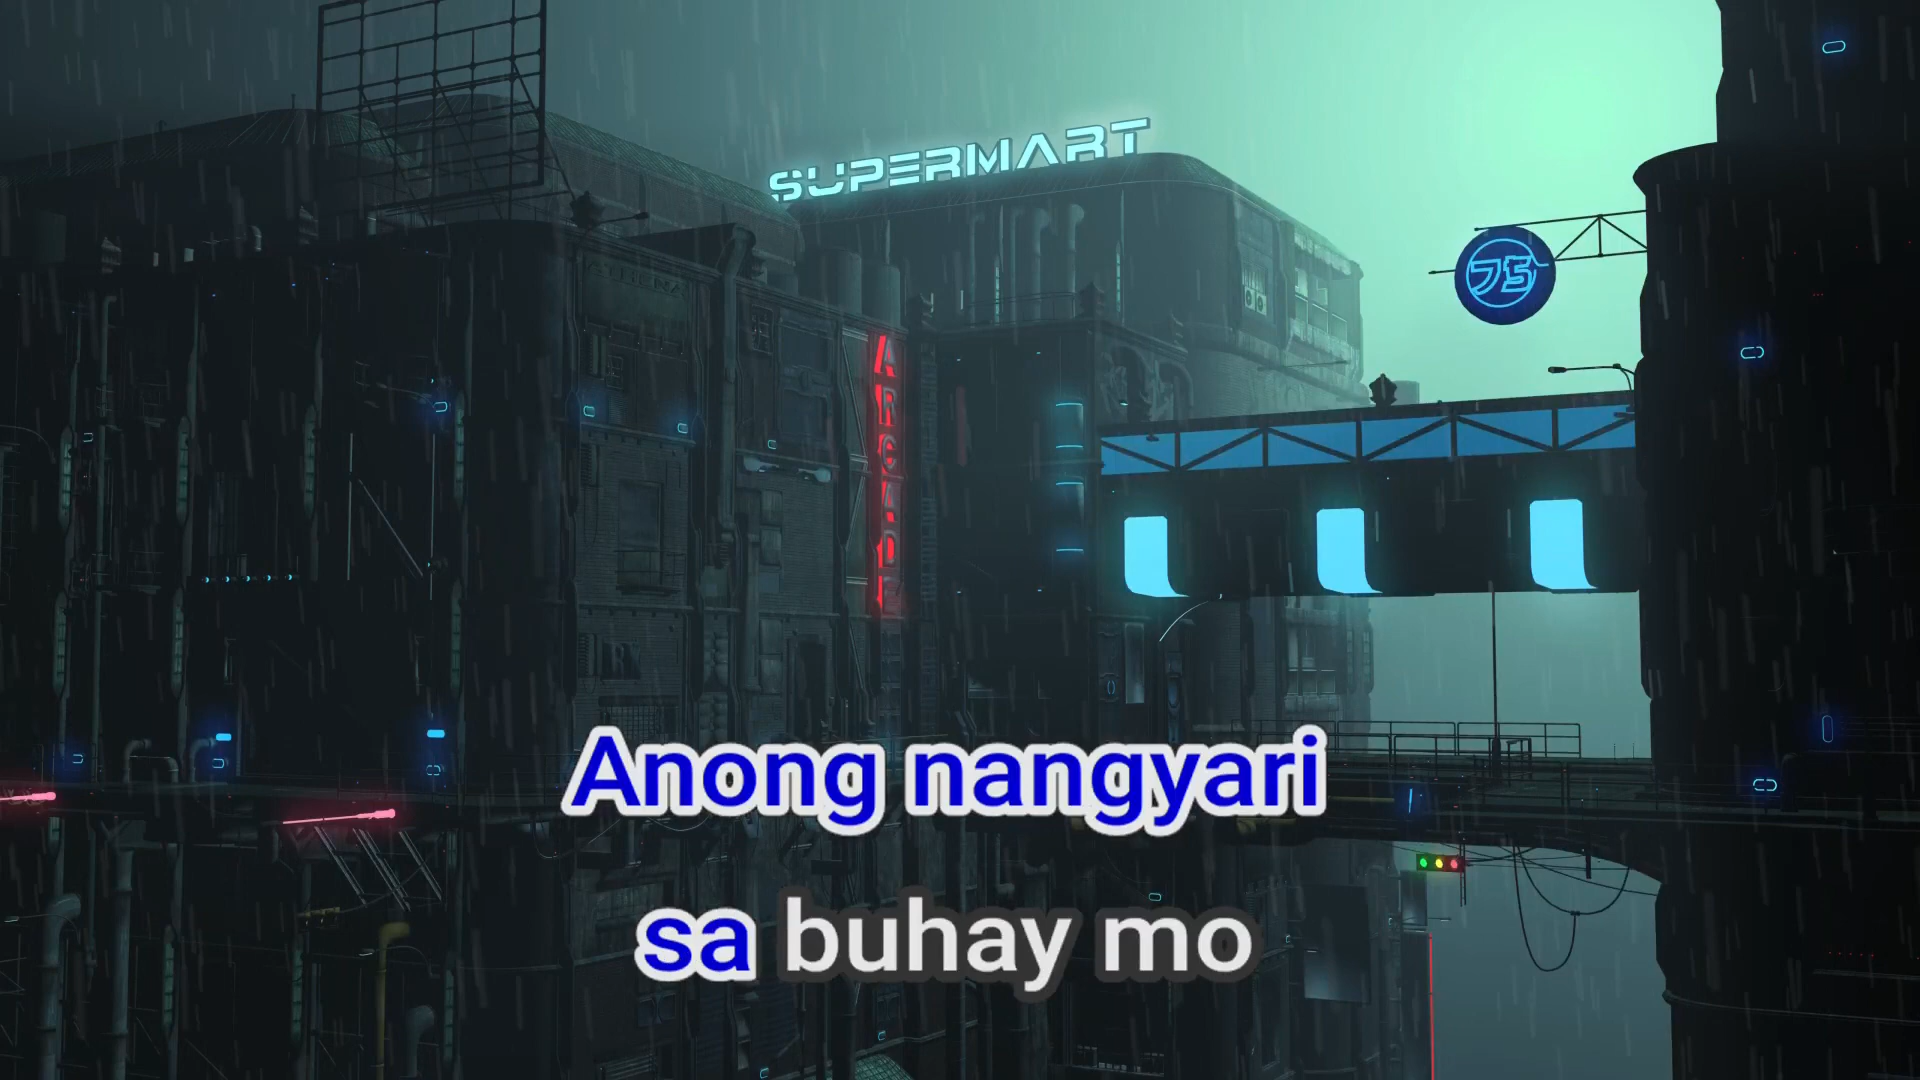 SUPERMART
75
ARCADE
Anong nangyari
sa buhay mo